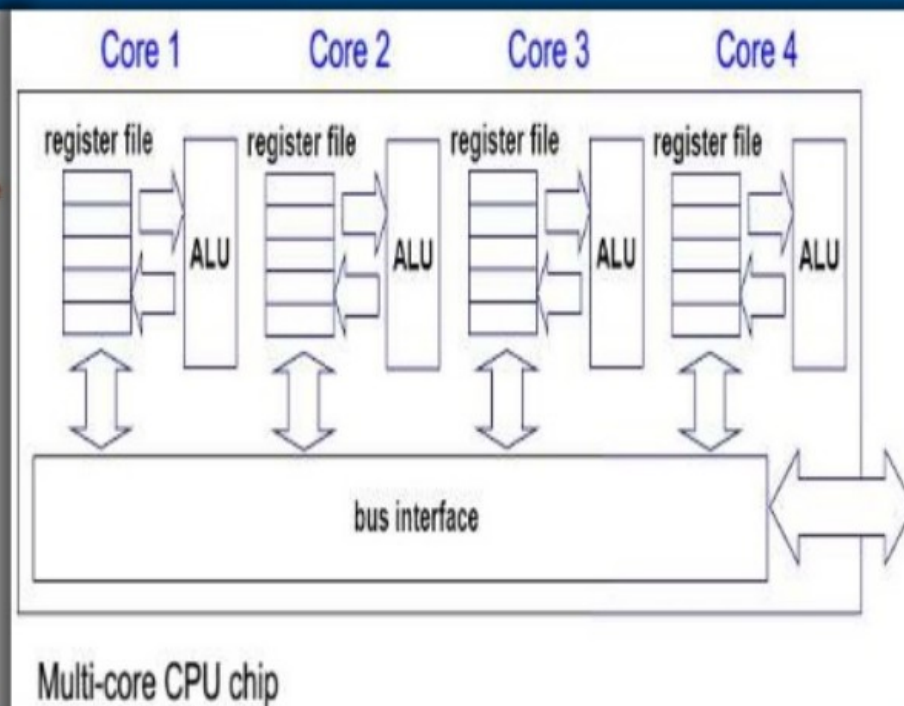 Core 1 Core 2 Core 3 Core 4
register file register file register file register file
ALU ALU ALU ALU
bus interface
Multi-core CPU chip